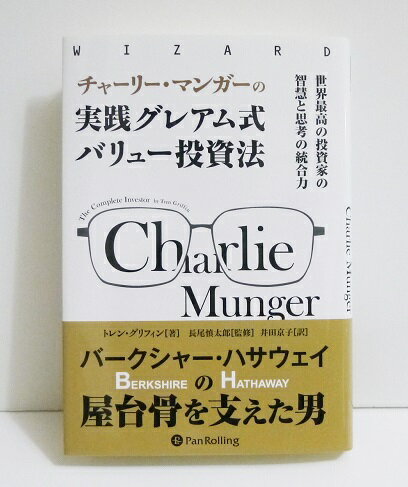 WIZARD
チャーリー・マンガーの
実践グレアム式
バリュー投資法
世界最高の投資家の
智慧と思考の統合力
The Complete Investor by Tren Griffin
Charlie
Munger
Charlie Munger
トレン・グリフィン[著] 長尾慎太郎[監修] 井田京子[訳]
バークシャー・ハサウェイ
BERKSHIRE の HATHAWAY
屋台骨を支えた男
PanRolling